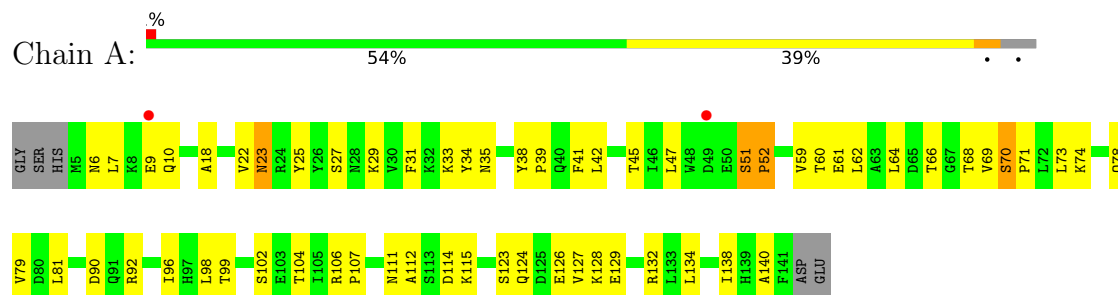 .%
Chain A:
54% 39% . .
GLY SER HIS M5 N6 L7 K8 E9 Q10 A18 V22 N23 R24 Y25 Y26 S27 N28 K29 V30 F31 K32 K33 Y34 N35 Y38 P39 Q40 F41 L42 T45 I46 L47 W48 D49 E50 S51 P52 V59 T60 E61 L62 A63 L64 D65 T66 G67 T68 V69 S70 P71 L72 L73 K74 Q78
V79 D80 L81 D90 Q91 R92 I96 H97 L98 T99 S102 E103 T104 I105 R106 P107 N111 A112 S113 D114 K115 S123 Q124 D125 E126 V127 K128 E129 R132 L133 L134 I138 H139 A140 F141 ASP GLU